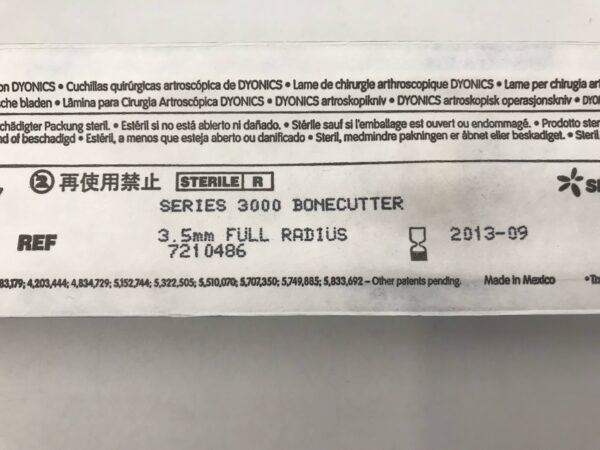 on DYONICS • Cuchillas quirúrgicas artroscópica de DYONICS • Lame de chirurgie arthroscopique DYONICS • Lame per chirurgia
sche bladen • Lâmina para Cirurgia Artroscópica DYONICS • DYONICS artroskopikniv • DYONICS artroskopisk operasjonskniv •
chädigter Packung steril. • Estéril si no está abierto ni dañado. • Stérile sauf si l'emballage est ouvert ou endommagé. • Prodotto
nd of beschadigd • Estéril, a menos que esteja aberto ou danificado • Steril, medmindre pakningen er åbnet eller beskadiget. • Steril
② 再使用禁止 STERILE R
SERIES 3000 BONECUTTER
REF 3.5mm FULL RADIUS 2013-09
7210486
83,179; 4,203,444; 4,834,729; 5,152,744; 5,322,505; 5,510,070; 5,707,350; 5,749,885; 5,833,692 – Other patents pending. Made in Mexico